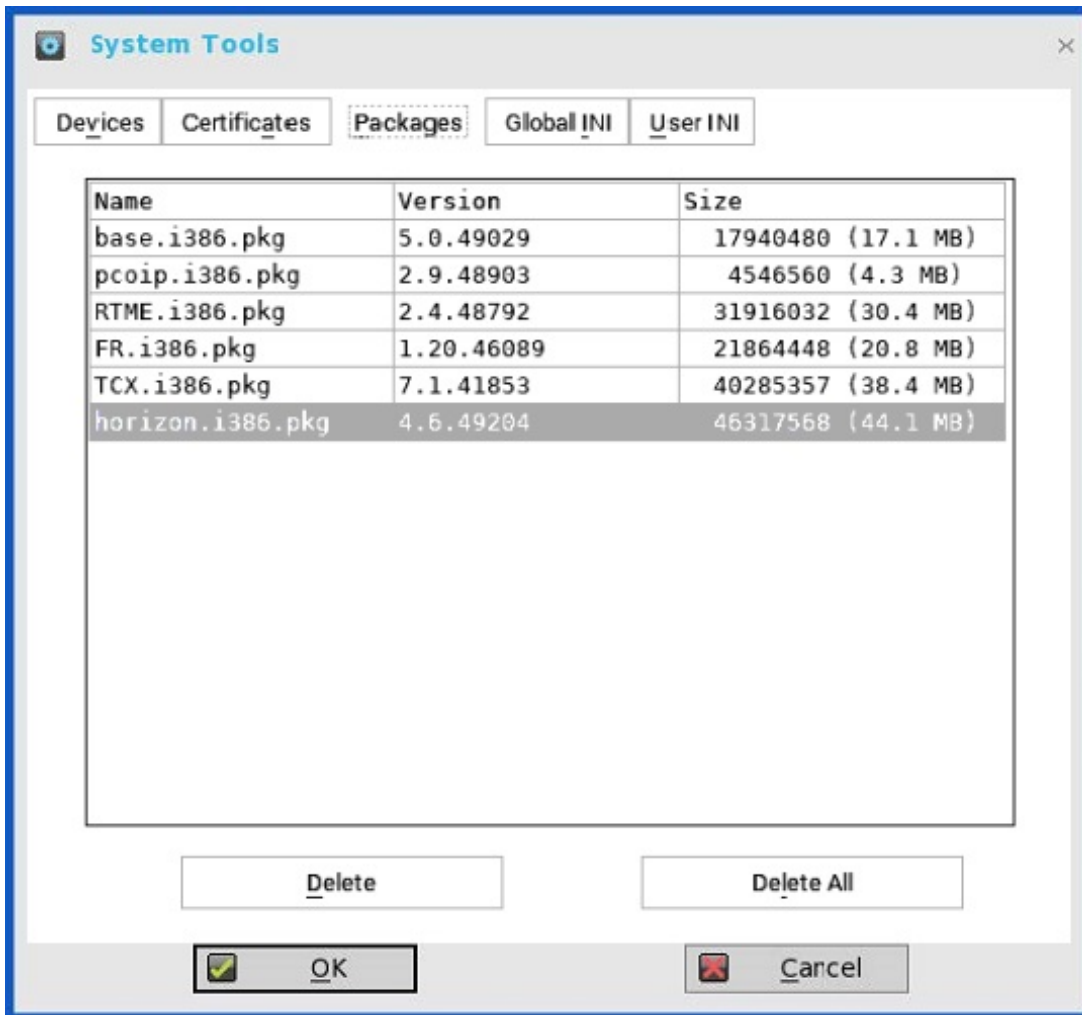 System Tools
Devices Certificates Packages Global INI User INI
Name Version Size
base.i386.pkg 5.0.49029 17940480 (17.1 MB)
pcoip.i386.pkg 2.9.48903 4546560 (4.3 MB)
RTME.i386.pkg 2.4.48792 31916032 (30.4 MB)
FR.i386.pkg 1.20.46089 21864448 (20.8 MB)
TCX.i386.pkg 7.1.41853 40285357 (38.4 MB)
horizon.i386.pkg 4.6.49204 46317568 (44.1 MB)
Delete Delete All
OK Cancel